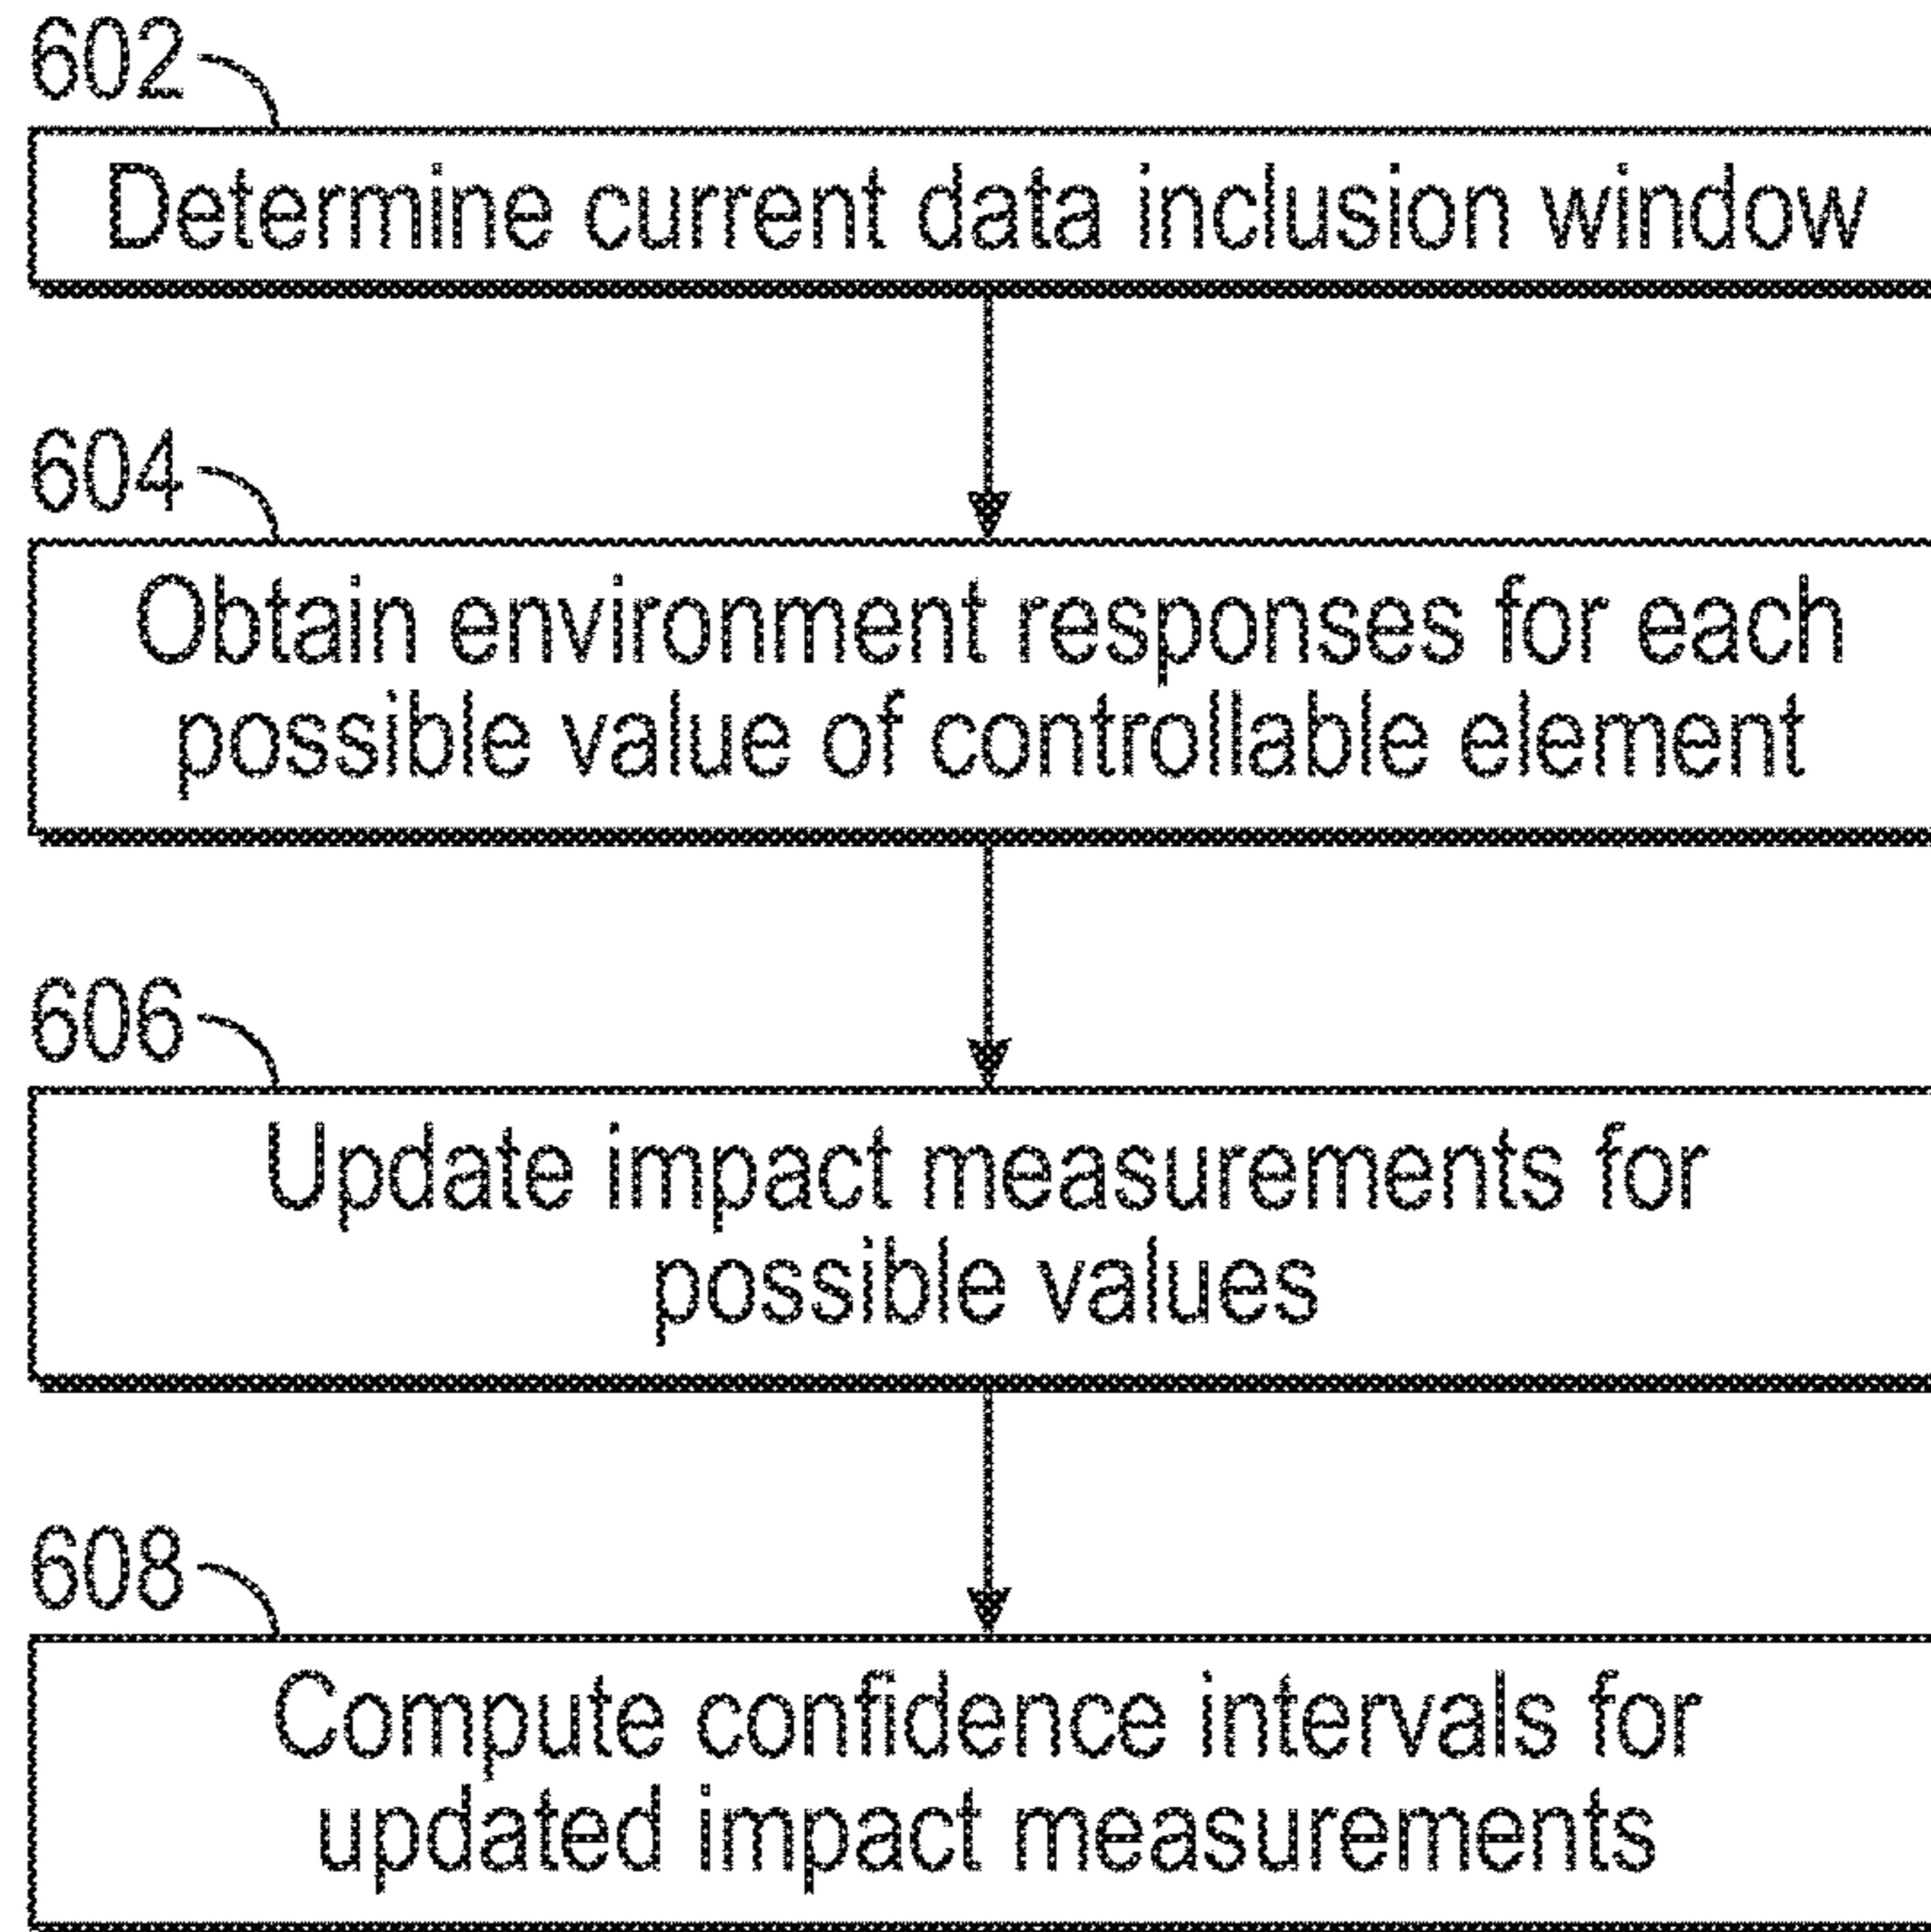 602
Determine current data inclusion window
604
Obtain environment responses for each
possible value of controllable element
606
Update impact measurements for
possible values
608
Compute confidence intervals for
updated impact measurements